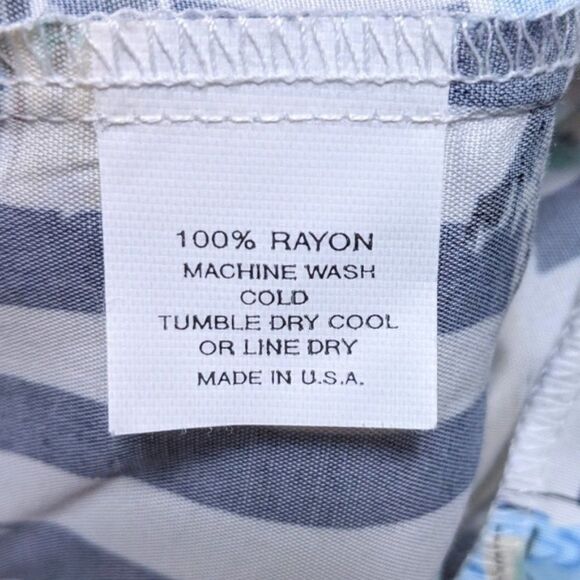 100% RAYON
MACHINE WASH
COLD
TUMBLE DRY COOL
OR LINE DRY
MADE IN U.S.A.